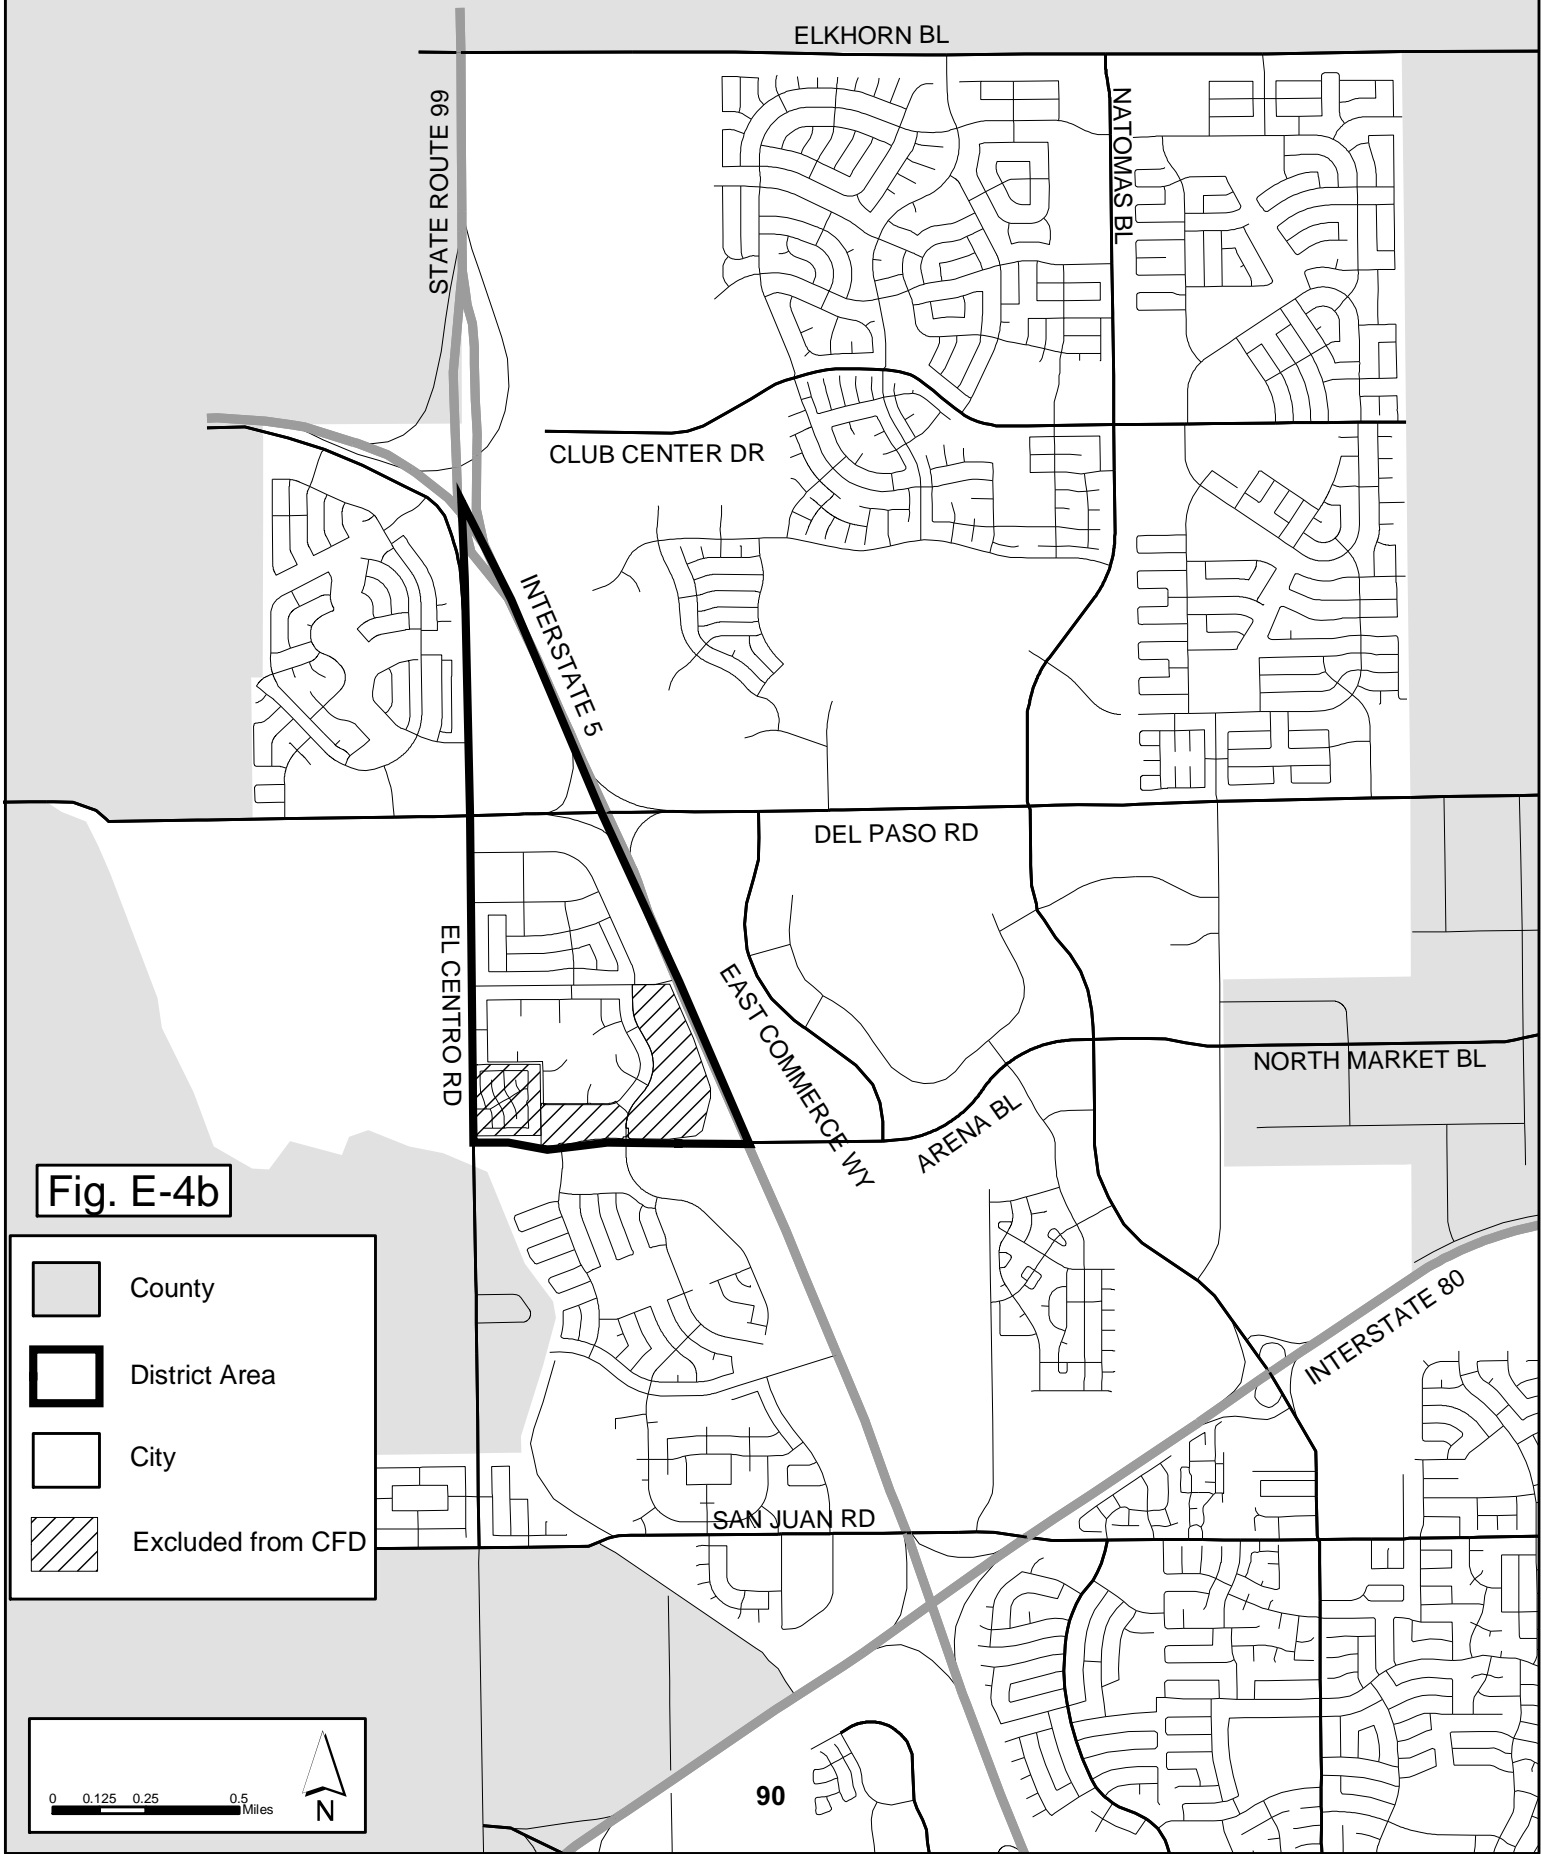 ELKHORN BL
STATE ROUTE 99
NATOMAS BL
CLUB CENTER DR
INTERSTATE 5
DEL PASO RD
EL CENTRO RD
EAST COMMERCE WY
NORTH MARKET BL
ARENA BL
Fig. E-4b
County
District Area
City
Excluded from CFD
INTERSTATE 80
SAN JUAN RD
0 0.125 0.25 0.5
Miles
N
90